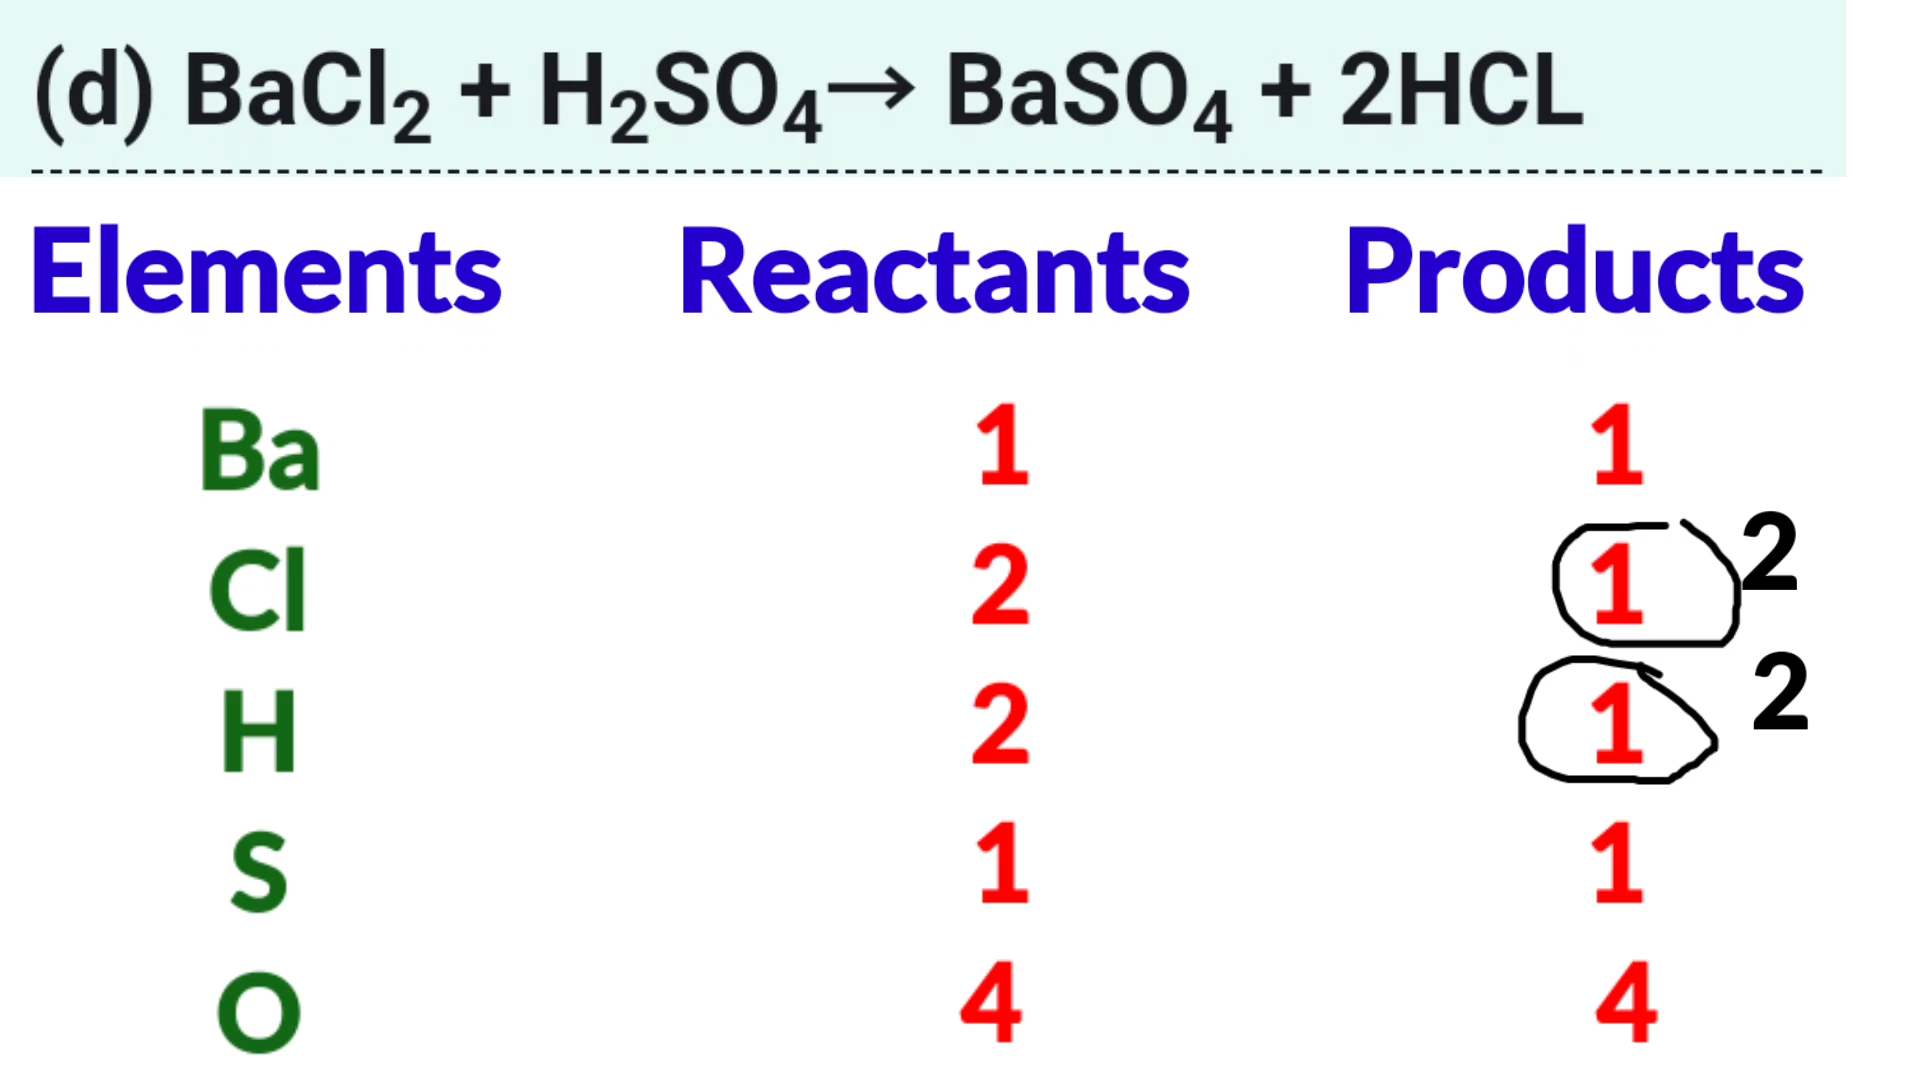 (d) BaCl₂ + H₂SO₄→ BaSO₄ + 2HCL
Elements Reactants Products
Ba 1 1
Cl 2 1 2
H 2 1 2
S 1 1
O 4 4